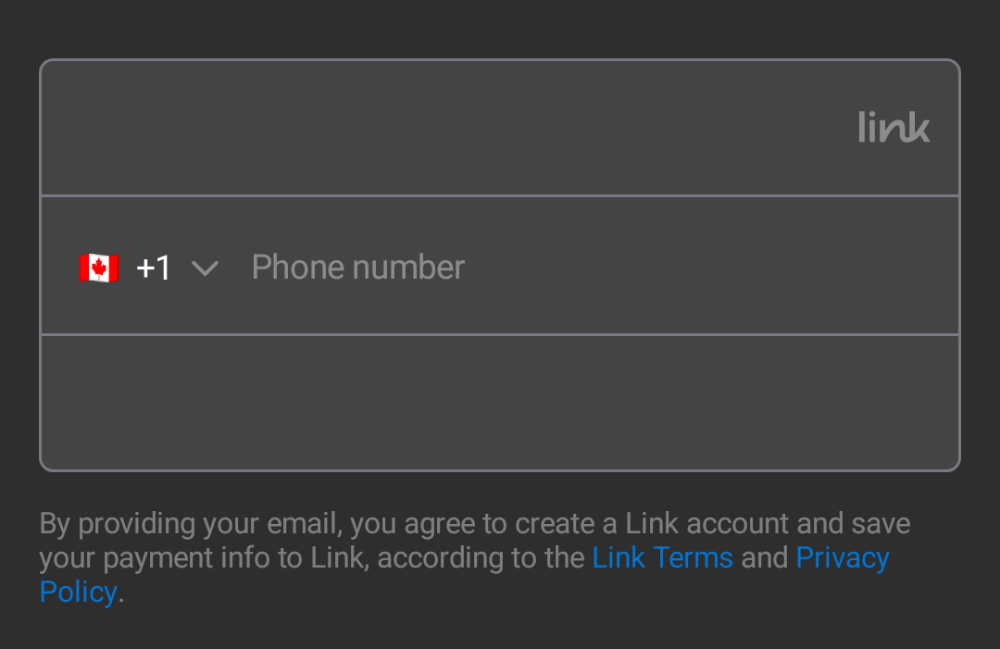 link
+1 Phone number
By providing your email, you agree to create a Link account and save
your payment info to Link, according to the Link Terms and Privacy
Policy.